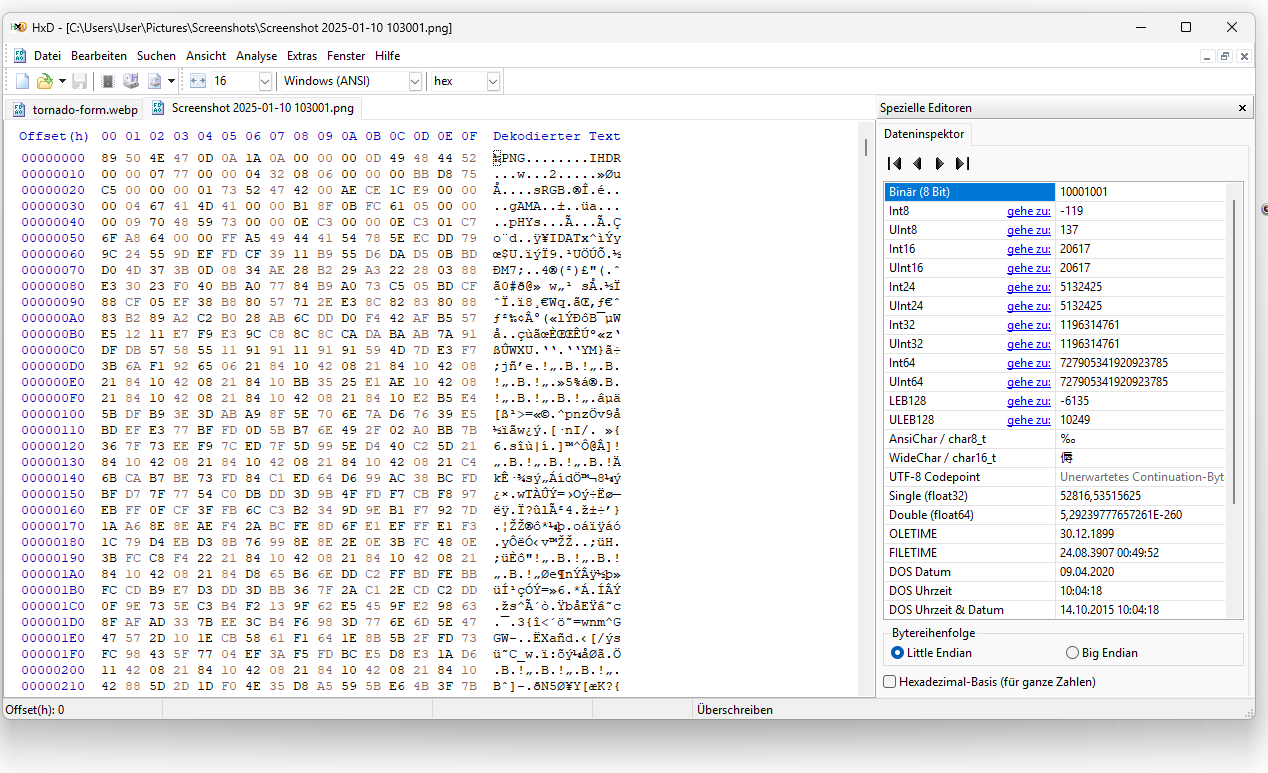 HxD - [C:\Users\User\Pictures\Screenshots\Screenshot 2025-01-10 103001.png]
Datei Bearbeiten Suchen Ansicht Analyse Extras Fenster Hilfe
16 Windows (ANSI) hex
tornado-form.webp Screenshot 2025-01-10 103001.png
Offset(h) 00 01 02 03 04 05 06 07 08 09 0A 0B 0C 0D 0E 0F Dekodierter Text
00000000 89 50 4E 47 0D 0A 1A 0A 00 00 00 0D 49 48 44 52 ‰PNG........IHDR
00000010 00 00 07 77 00 00 04 32 08 06 00 00 00 BB D8 75 ...w...2.....»Øu
00000020 C5 00 00 00 01 73 52 47 42 00 AE CE 1C E9 00 00 Å....sRGB.®Î.é..
00000030 00 04 67 41 4D 41 00 00 B1 8F 0B FC 61 05 00 00 ..gAMA..±..üa...
00000040 00 09 70 48 59 73 00 00 0E C3 00 00 0E C3 01 C7 ..pHYs...Ã...Ã.Ç
00000050 6F A8 64 00 00 FF A5 49 44 41 54 78 5E EC DD 79 o¨d..ÿ¥IDATx^ìÝy
00000060 9C 24 55 9D EF FD CF 39 11 B9 55 D6 DA D5 0B BD œ$U.ïýÏ9.¹UÖÚÕ.½
00000070 D0 4D 37 3B 0D 08 34 AE 28 B2 29 A3 22 28 03 88 ÐM7;..4®(²)£"(.ˆ
00000080 E3 30 23 F0 40 BB A0 77 84 B9 A0 73 C5 05 BD CF ã0#ð@» w„¹ sÅ.½Ï
00000090 88 CF 05 EF 38 B8 80 57 71 2E E3 8C 82 83 80 88 ˆÏ.ï8¸€Wq.ãŒ‚ƒ€ˆ
000000A0 83 B2 89 A2 C2 B0 28 AB 6C DD D0 F4 42 AF B5 57 ƒ²‰¢Â°(«lÝÐôB¯µW
000000B0 E5 12 11 E7 F9 E3 9C C8 8C 8C CA DA BA AB 7A 91 å..çùãœÈŒŒÊÚº«z‘
000000C0 DF DB 57 58 55 11 91 91 11 91 91 59 4D 7D E3 F7 ßÛWXU.‘‘.‘‘YM}ã÷
000000D0 3B 6A F1 92 65 06 21 84 10 42 08 21 84 10 42 08 ;jñ’e.!„.B.!„.B.
000000E0 21 84 10 42 08 21 84 10 BB 35 25 E1 AE 10 42 08 !„.B.!„.»5%á®.B.
000000F0 21 84 10 42 08 21 84 10 42 08 21 84 10 E2 B5 E4 !„.B.!„.B.!„.âµä
00000100 5B DF B9 3E 3D AB A9 8F 5E 70 6E 7A D6 76 39 E5 [ß¹>=«©.^pnzÖv9å
00000110 BD EF E3 77 BF FD 0D 5B B7 6E 49 2F 02 A0 BB 7B ½ïãw¿ý.[·nI/. »{
00000120 36 7F 73 EE F9 7C ED 7F 5D 99 5E D4 40 C2 5D 21 6.sîù|í.]™^Ô@Â]!
00000130 84 10 42 08 21 84 10 42 08 21 84 10 42 08 21 C4 „.B.!„.B.!„.B.!Ä
00000140 6B CA B7 BE 73 FD 84 C1 ED 64 D6 99 AC 38 BC FD kÊ·¾sý„ÁídÖ™¬8¼ý
00000150 BF D7 7F 77 54 C0 DB DD 3D 9B 4F FD F7 CB F8 97 ¿×.wTÀÛÝ=›Oý÷Ëø—
00000160 EB FF 0F CF 3F FB 6C C3 B2 34 9D 9E B1 F7 92 7D ëÿ.Ï?ûlÃ²4.ž±÷’}
00000170 1A A6 8E 8E AE F4 2A BC FE 8D 6F E1 EF FF E1 F3 .¦ŽŽ®ô*¼þ.oáïÿáó
00000180 1C 79 D4 EB D3 8B 76 99 8E 8E 2E 0E 3B FC 48 0E .yÔëÓ‹v™ŽŽ..;üH.
00000190 3B FC C8 F4 22 21 84 10 42 08 21 84 10 42 08 21 ;üÈô"!„.B.!„.B.!
000001A0 84 10 42 08 21 84 D8 65 B6 6E DD C2 FF BD FE BB „.B.!„Øe¶nÝÂÿ½þ»
000001B0 FC CD B9 E7 D3 DD 3D BB 36 7F 2A C1 2E CD C2 DD üÍ¹çÓÝ=»6.*Á.ÍÂÝ
000001C0 0F 9E 73 5E C3 B4 F2 13 9F 62 E5 45 9F E2 98 63 .žs^Ã´ò.ŸbåEŸâ˜c
000001D0 8F AF AD 33 7B EE 3C B4 F6 98 3D 77 6E 6D 5E 47 .¯.3{î<´ö˜=wnm^G
000001E0 47 57 2D 10 1E CB 58 61 F1 64 1E 8B 5B 2F FD 73 GW-..ËXañd.‹[/ýs
000001F0 FC 98 43 5F 77 04 EF 3A F5 FD BC E5 D8 E3 1A D6 ü˜C_w.ï:õý¼åØã.Ö
00000200 11 42 08 21 84 10 42 08 21 84 10 42 08 21 84 10 .B.!„.B.!„.B.!„.
00000210 42 88 5D 2D 1D F0 4E 35 D8 A5 59 5B E6 4B 3F 7B Bˆ]-.ðN5Ø¥Y[æK?{
Spezielle Editoren
Dateninspektor
Binär (8 Bit) 10001001
Int8 gehe zu: -119
UInt8 gehe zu: 137
Int16 gehe zu: 20617
UInt16 gehe zu: 20617
Int24 gehe zu: 5132425
UInt24 gehe zu: 5132425
Int32 gehe zu: 1196314761
UInt32 gehe zu: 1196314761
Int64 gehe zu: 727905341920923785
UInt64 gehe zu: 727905341920923785
LEB128 gehe zu: -6135
ULEB128 gehe zu: 10249
AnsiChar / char8_t ‰
WideChar / char16_t 傉
UTF-8 Codepoint Unerwartetes Continuation-Byt
Single (float32) 52816,53515625
Double (float64) 5,29239777657261E-260
OLETIME 30.12.1899
FILETIME 24.08.3907 00:49:52
DOS Datum 09.04.2020
DOS Uhrzeit 10:04:18
DOS Uhrzeit & Datum 14.10.2015 10:04:18
Bytereihenfolge
Little Endian Big Endian
Hexadezimal-Basis (für ganze Zahlen)
Offset(h): 0 Überschreiben